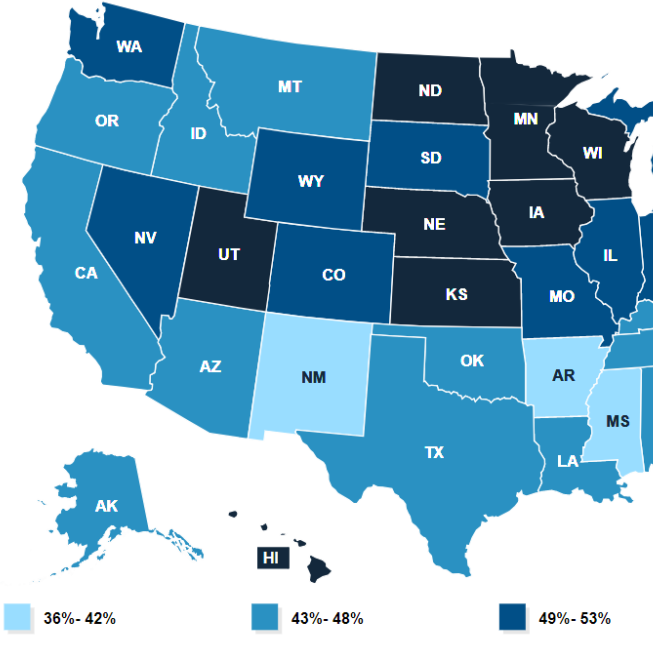 WA
MT
ND
MN
OR
ID
WI
SD
WY
IA
NE
NV
UT
CO
IL
CA
KS
MO
AZ
NM
OK
AR
MS
TX
LA
AK
HI
36%- 42%
43%- 48%
49%- 53%